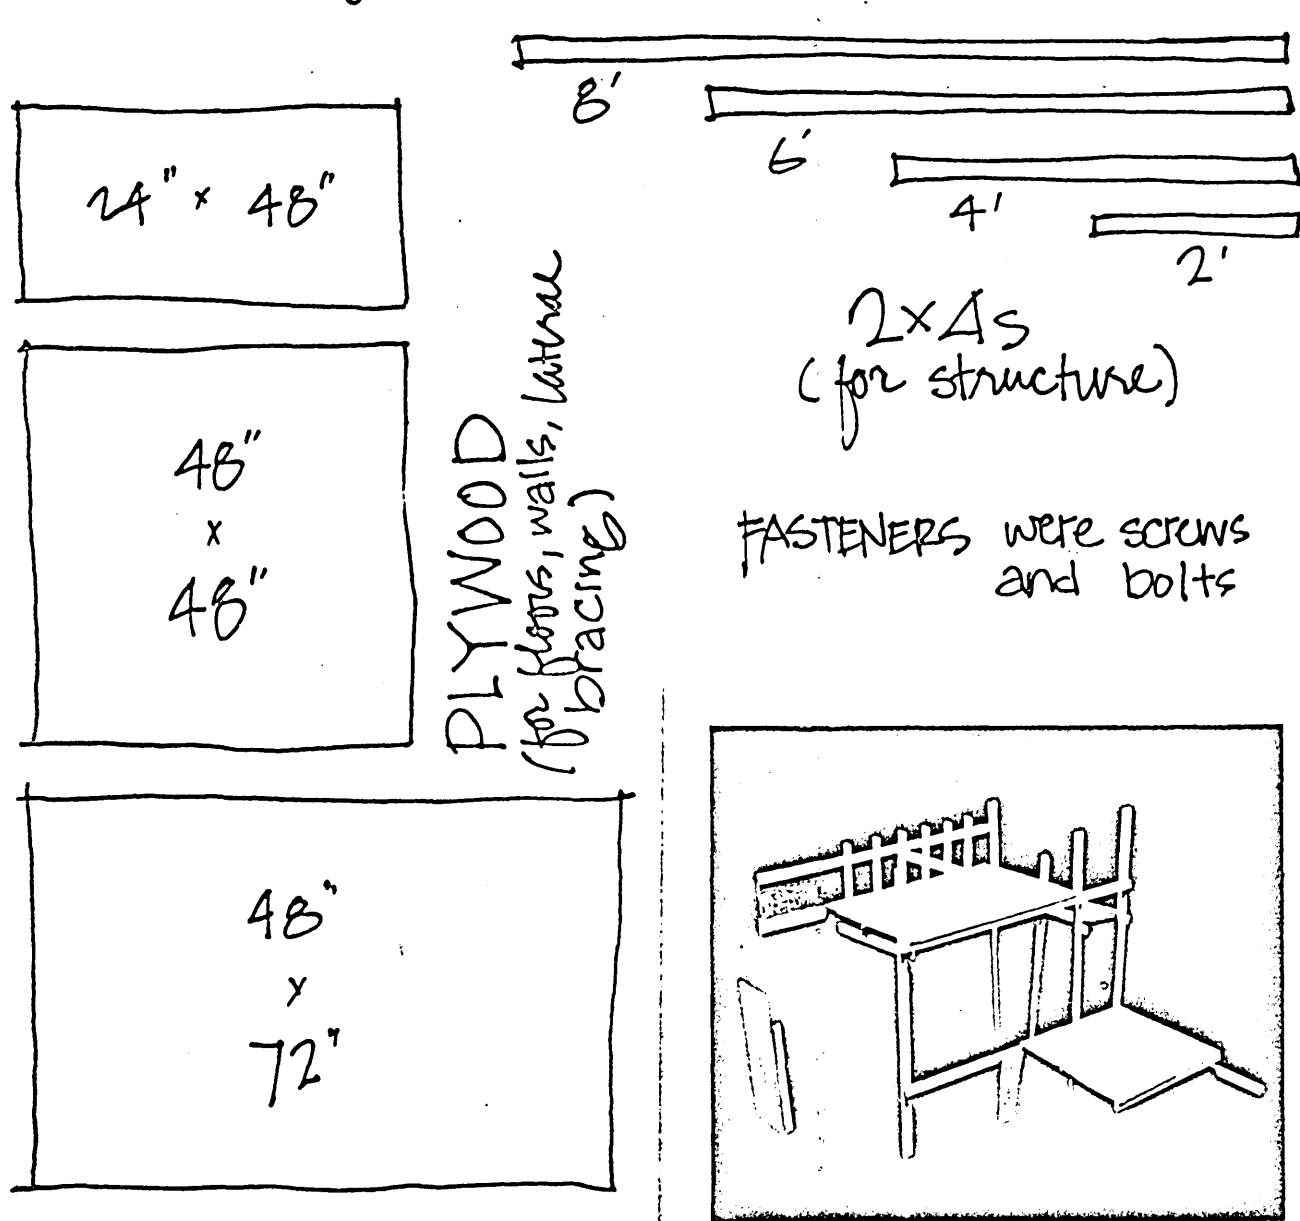 24" x 48"
48"
x
48"
48"
x
72"
PLYWOOD
(for floors, walls, lateral
bracing)
8'
6'
4'
2'
2x4s
(for structure)
FASTENERS were screws
and bolts